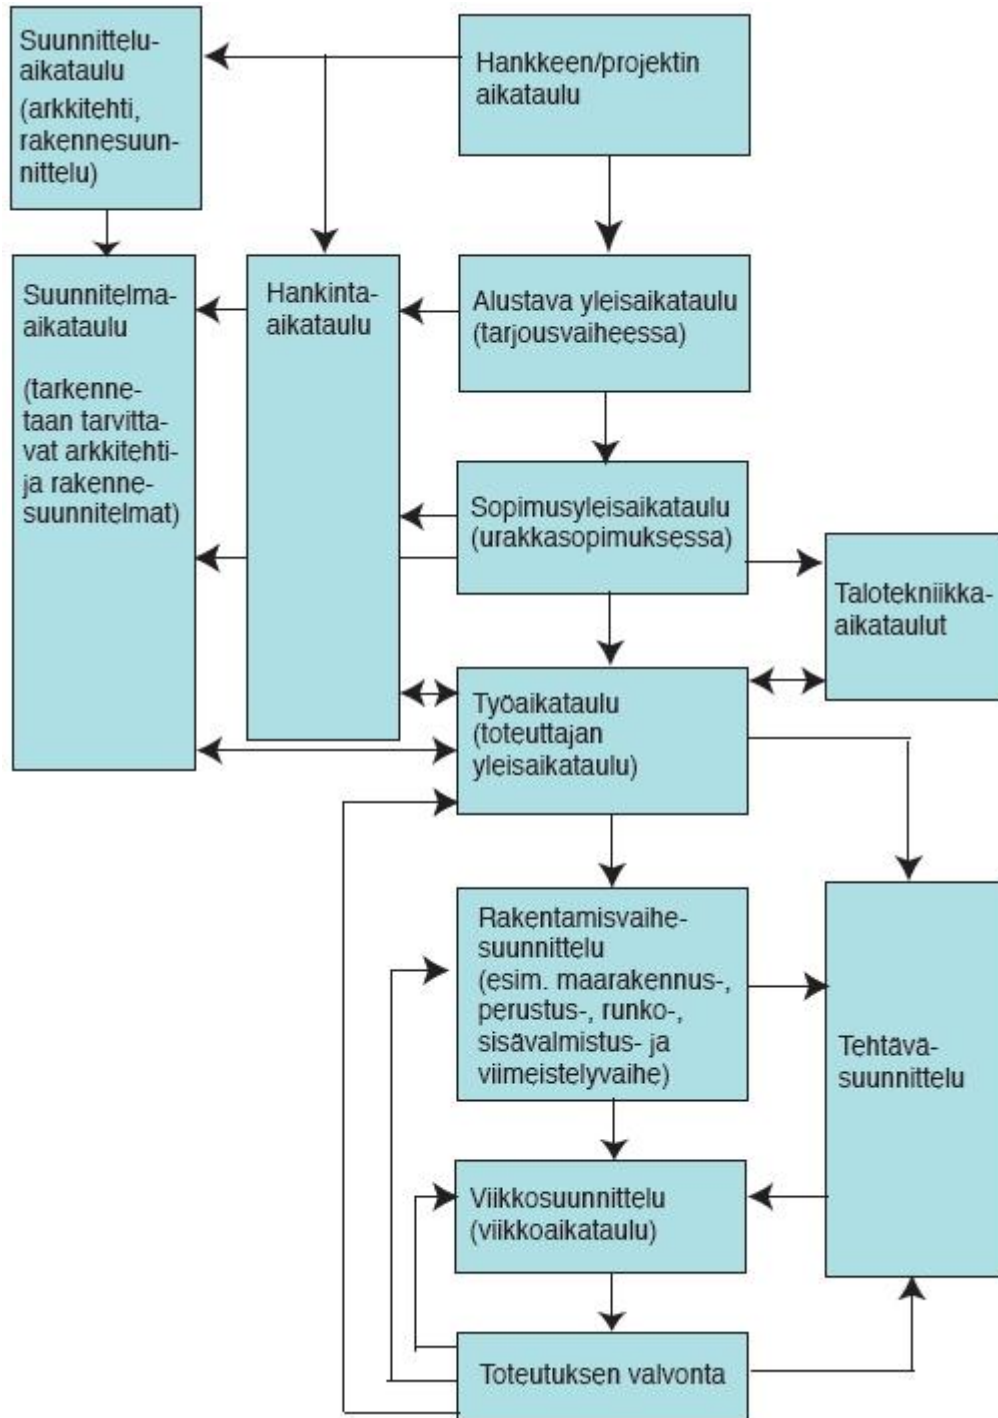 Suunnittelu-
aikataulu
(arkkitehti,
rakennesuun-
nittelu)
Hankkeen/projektin
aikataulu
Suunnitelma-
aikataulu
(tarkenne-
taan tarvitta-
vat arkkitehti-
ja rakenne-
suunnitelmat)
Hankinta-
aikataulu
Alustava yleisaikataulu
(tarjousvaiheessa)
Sopimusyleisaikataulu
(urakkasopimuksessa)
Talotekniikka-
aikataulut
Työaikataulu
(toteuttajan
yleisaikataulu)
Rakentamisvaihe-
suunnittelu
(esim. maarakennus-,
perustus-, runko-,
sisävalmistus- ja
viimeistelyvaihe)
Tehtävä-
suunnittelu
Viikkosuunnittelu
(viikkoaikataulu)
Toteutuksen valvonta